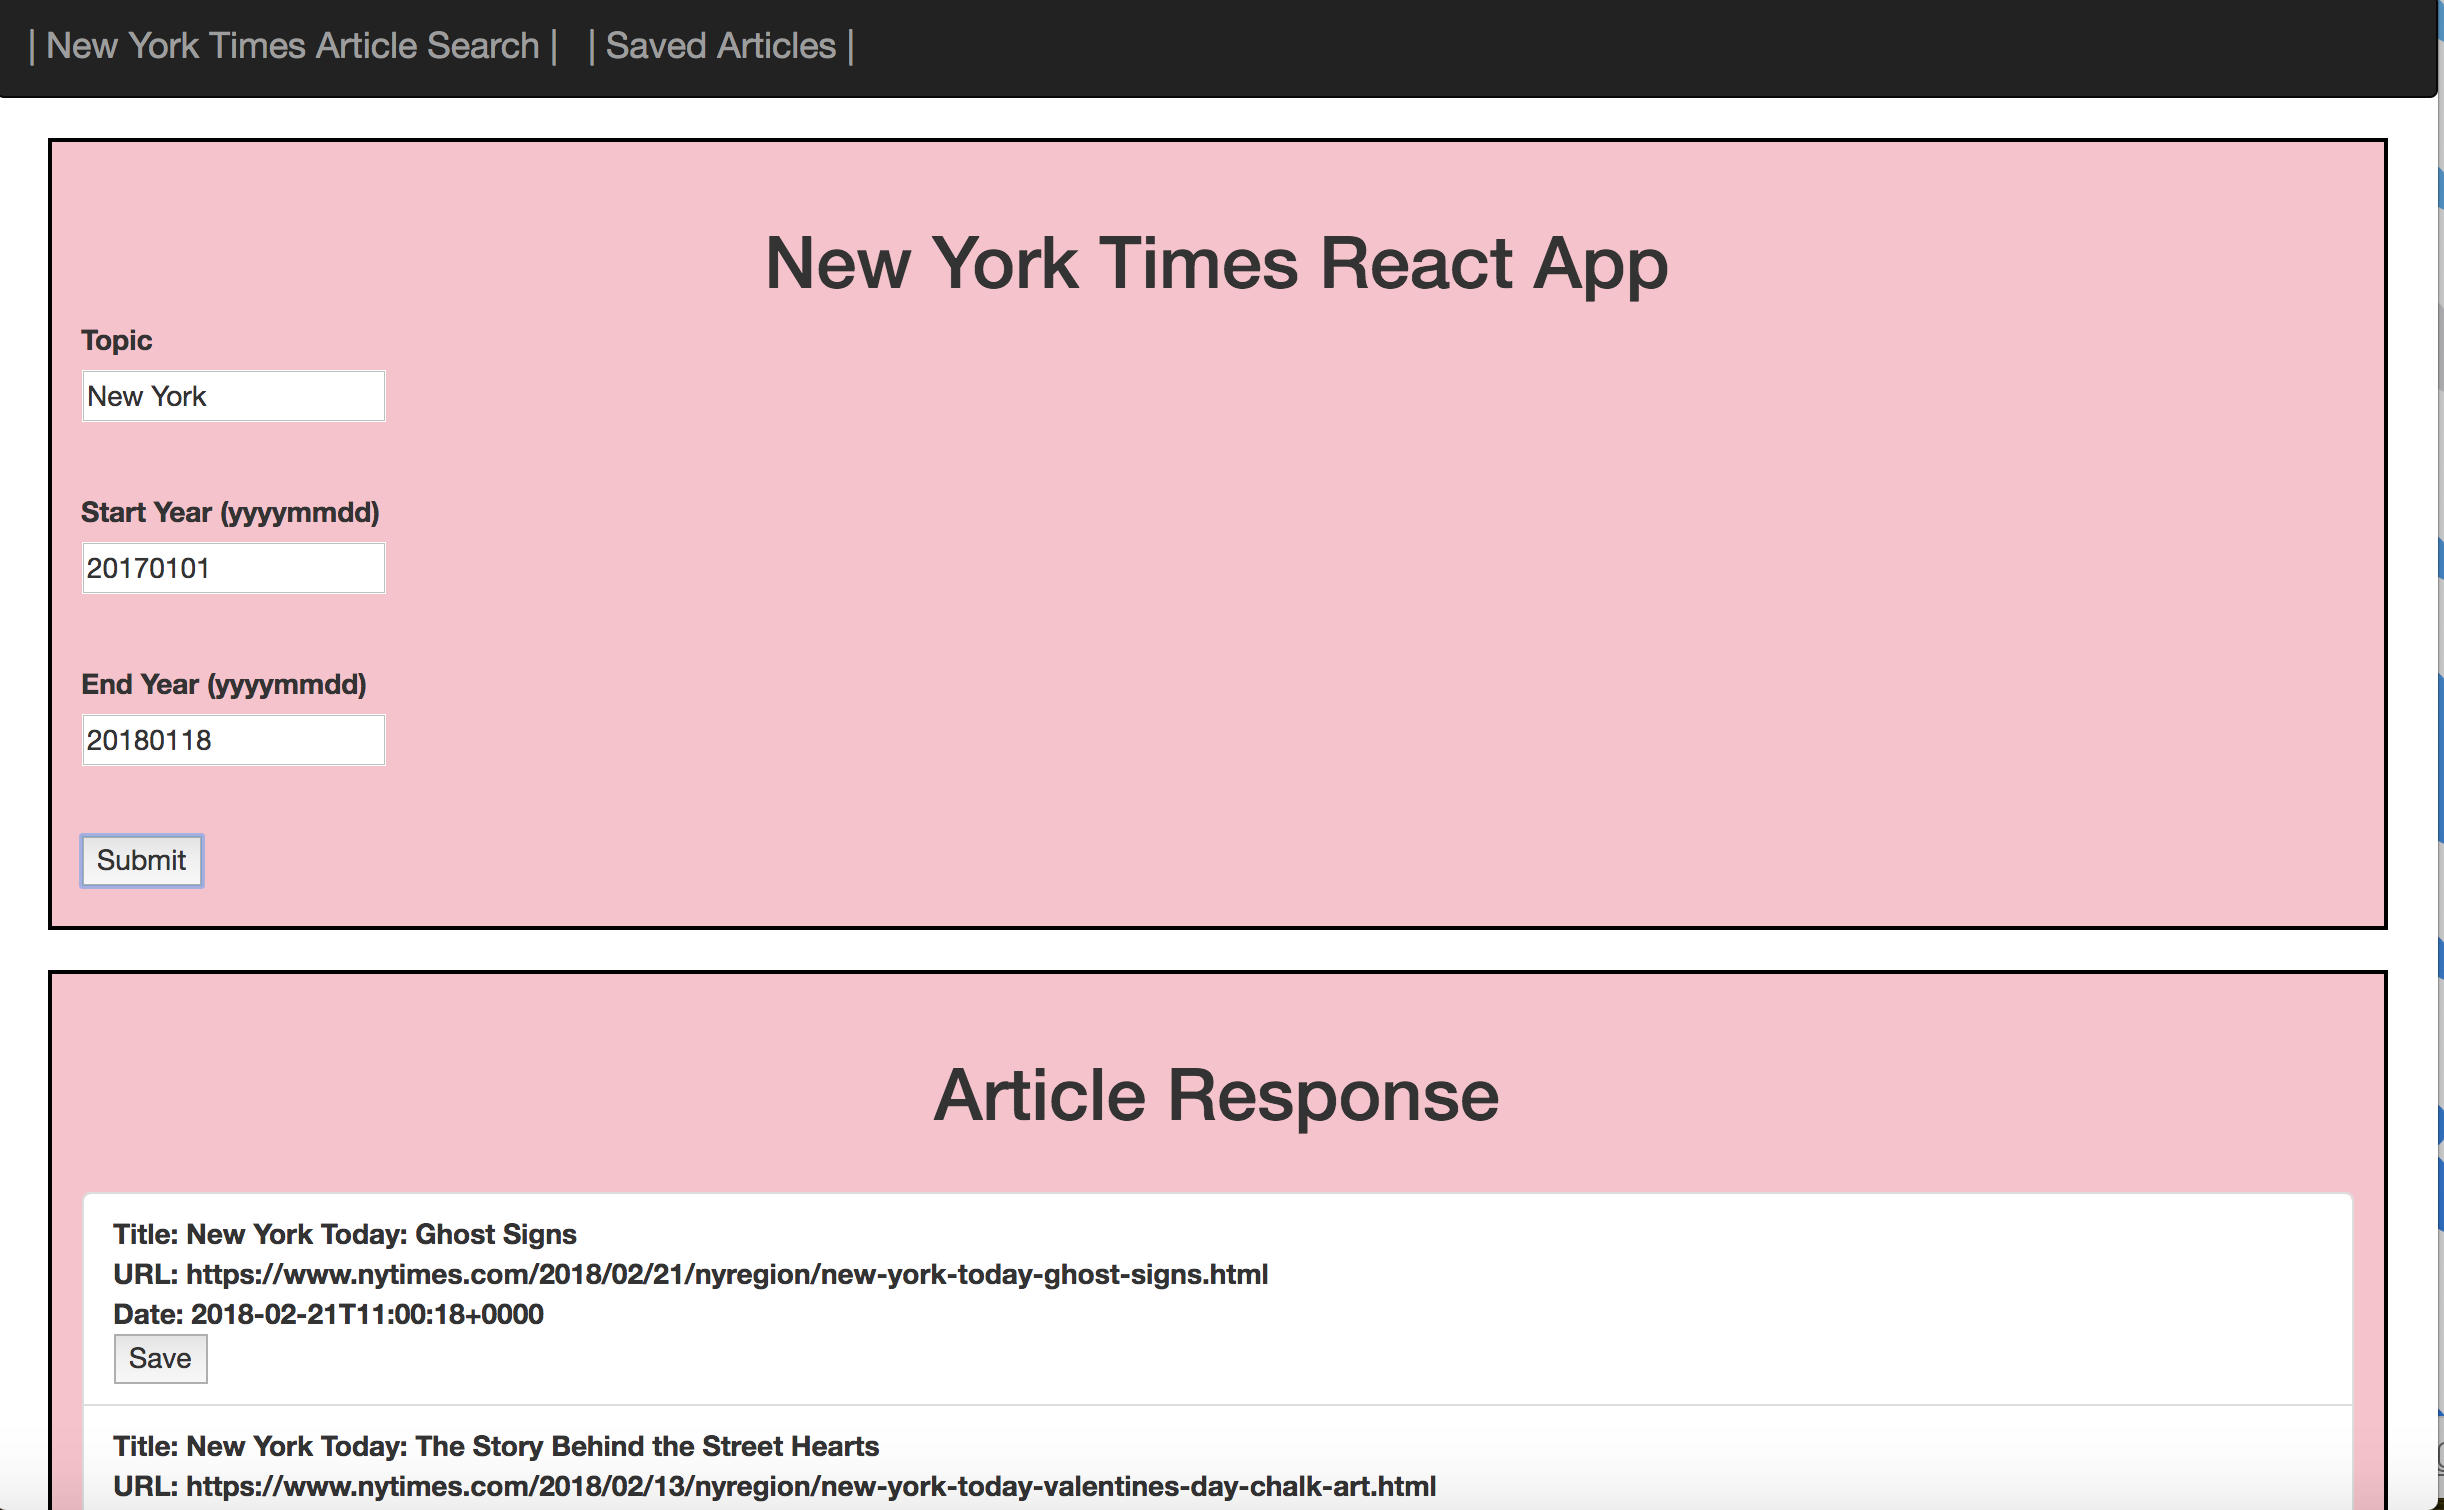 | New York Times Article Search | | Saved Articles |
New York Times React App
Topic
New York
Start Year (yyyymmdd)
20170101
End Year (yyyymmdd)
20180118
Submit
Article Response
Title: New York Today: Ghost Signs
URL: https://www.nytimes.com/2018/02/21/nyregion/new-york-today-ghost-signs.html
Date: 2018-02-21T11:00:18+0000
Save
Title: New York Today: The Story Behind the Street Hearts
URL: https://www.nytimes.com/2018/02/13/nyregion/new-york-today-valentines-day-chalk-art.html